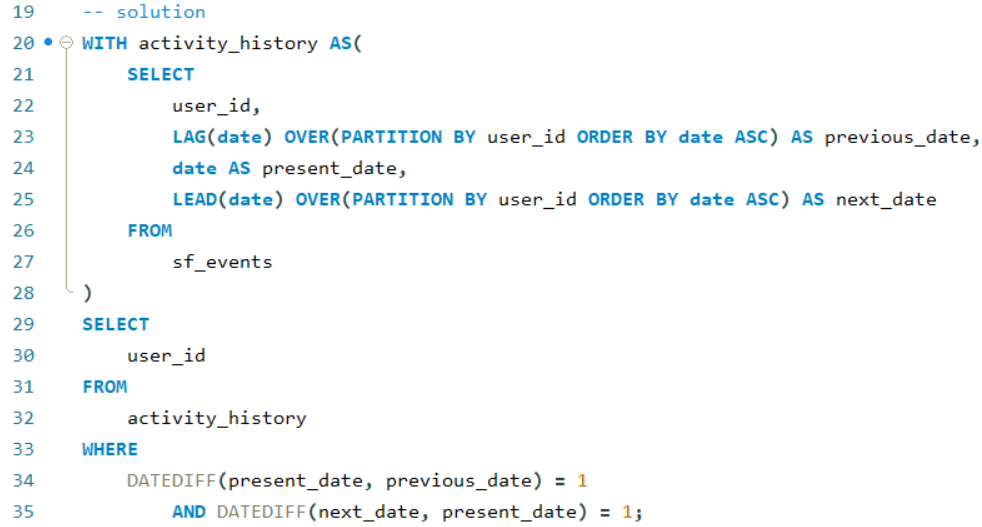 19 -- solution
20 WITH activity_history AS(
21 SELECT
22 user_id,
23 LAG(date) OVER(PARTITION BY user_id ORDER BY date ASC) AS previous_date,
24 date AS present_date,
25 LEAD(date) OVER(PARTITION BY user_id ORDER BY date ASC) AS next_date
26 FROM
27 sf_events
28 )
29 SELECT
30 user_id
31 FROM
32 activity_history
33 WHERE
34 DATEDIFF(present_date, previous_date) = 1
35 AND DATEDIFF(next_date, present_date) = 1;